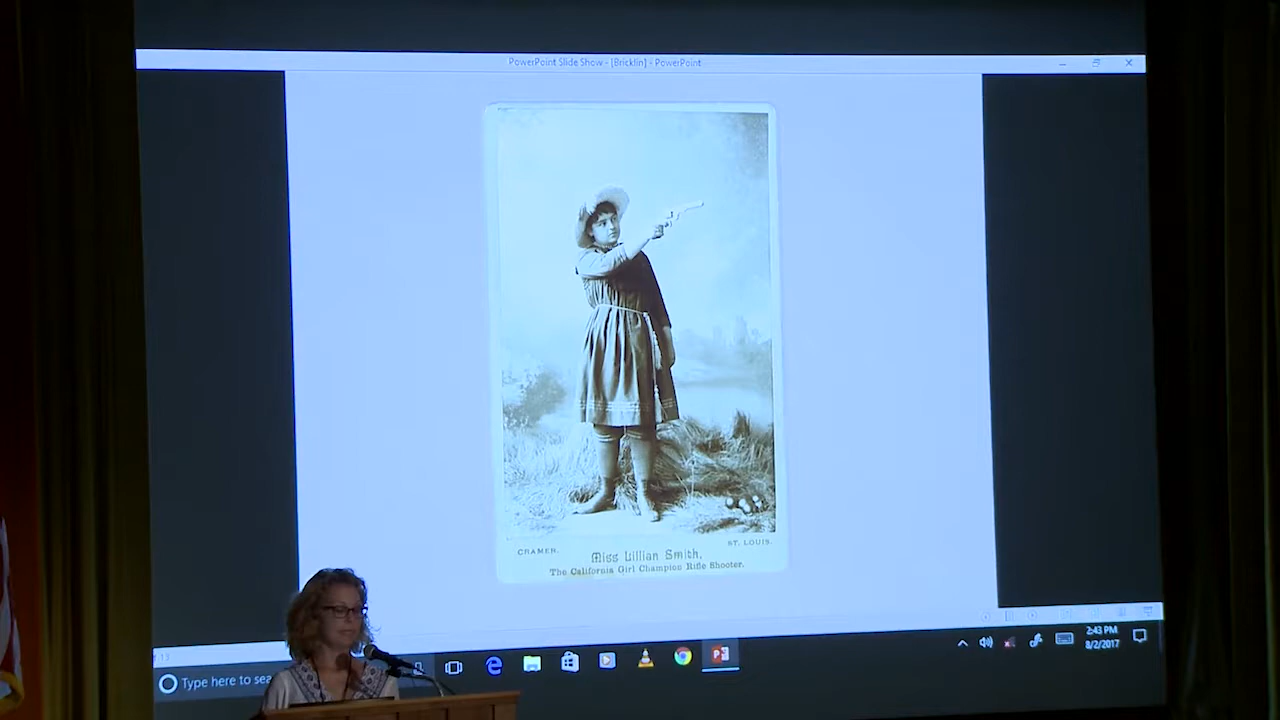 PowerPoint Slide Show - [Bricklin] - PowerPoint
CRAMER.
ST. LOUIS.
Miss Lillian Smith,
The California Girl Champion Rifle Shooter.
Type here to sea
2:43 PM
8/2/2017